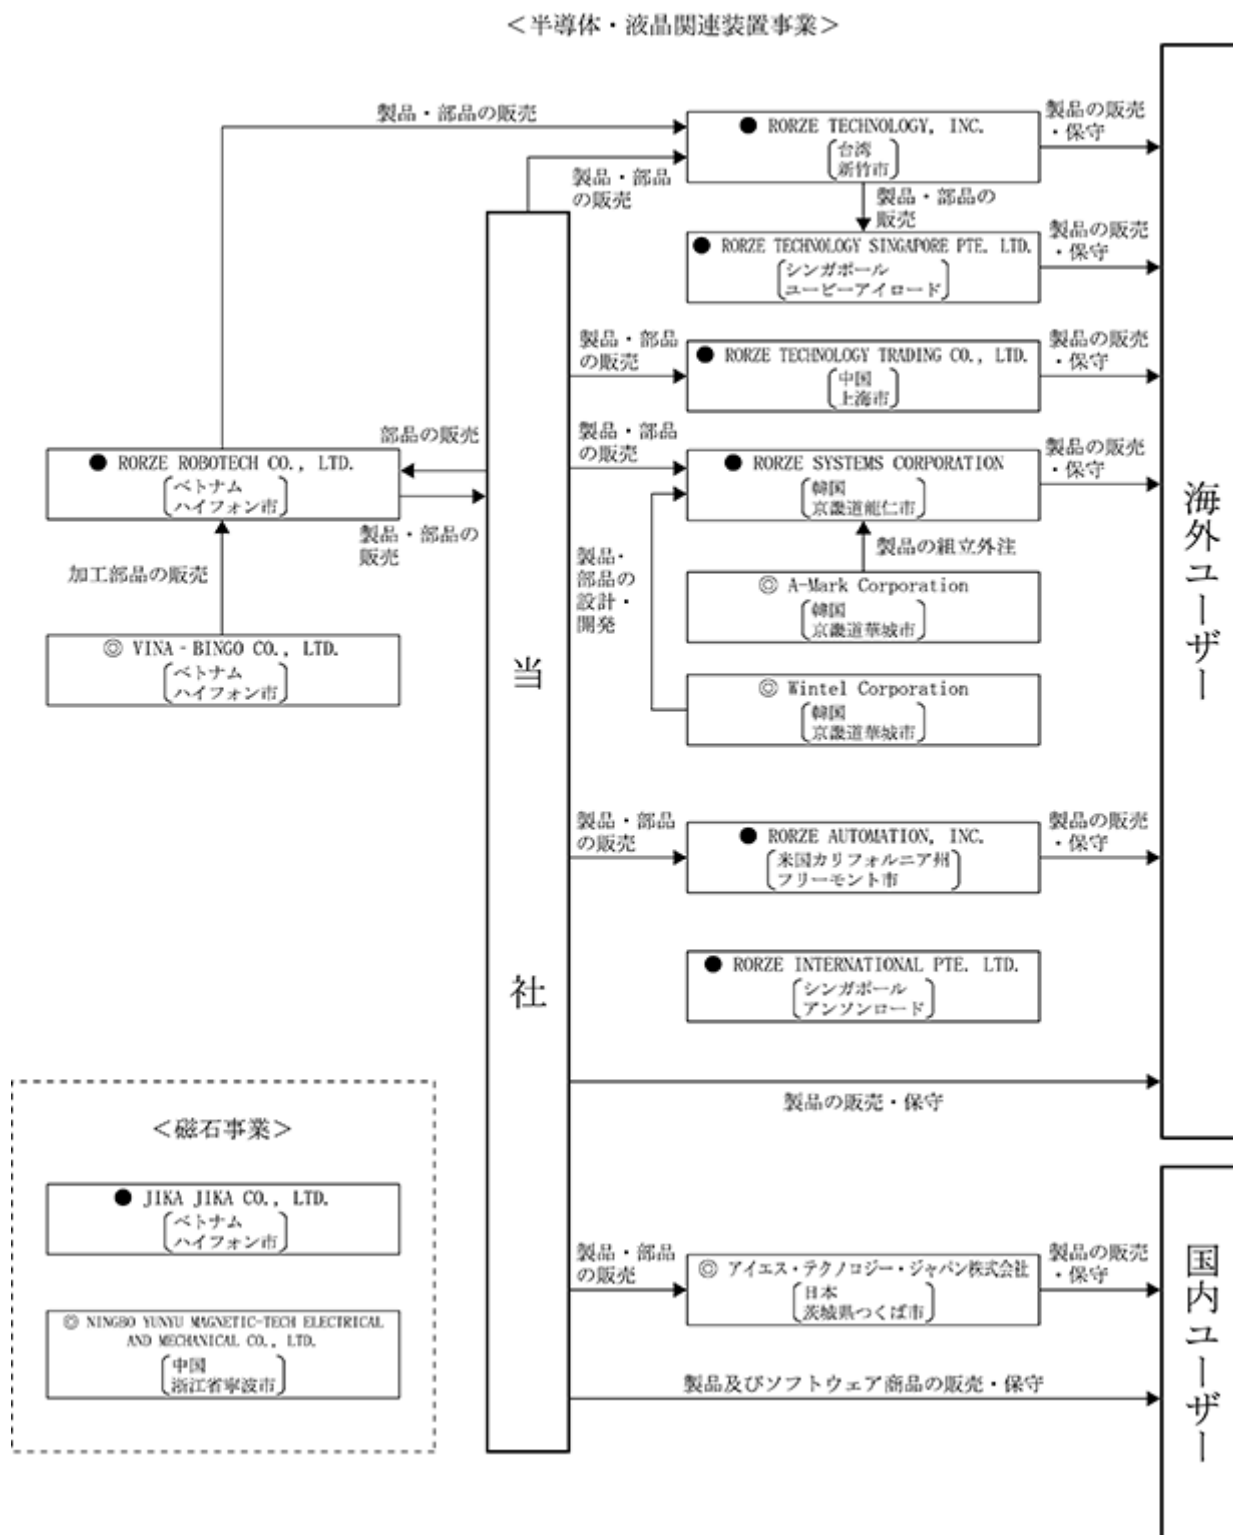 ＜半導体・液晶関連装置事業＞
製品・部品の販売
● RORZE TECHNOLOGY, INC.
台湾
新竹市
製品の販売
・保守
製品・部品
の販売
製品・部品の
販売
● RORZE TECHNOLOGY SINGAPORE PTE. LTD.
シンガポール
ユービーアイロード
製品の販売
・保守
製品・部品
の販売
● RORZE TECHNOLOGY TRADING CO., LTD.
中国
上海市
製品の販売
・保守
部品の販売
● RORZE ROBOTECH CO., LTD.
ベトナム
ハイフォン市
製品・部品の
販売
加工部品の販売
◎ VINA‐BINGO CO., LTD.
ベトナム
ハイフォン市
製品・部品
の販売
● RORZE SYSTEMS CORPORATION
韓国
京畿道龍仁市
製品の販売
・保守
製品の組立外注
製品・
部品の
設計・
開発
◎ A-Mark Corporation
韓国
京畿道華城市
◎ Wintel Corporation
韓国
京畿道華城市
当社
製品・部品
の販売
● RORZE AUTOMATION, INC.
米国カリフォルニア州
フリーモント市
製品の販売
・保守
● RORZE INTERNATIONAL PTE. LTD.
シンガポール
アンソンロード
製品の販売・保守
海外ユーザー
＜磁石事業＞
● JIKA JIKA CO., LTD.
ベトナム
ハイフォン市
◎ NINGBO YUNYU MAGNETIC-TECH ELECTRICAL
AND MECHANICAL CO., LTD.
中国
浙江省寧波市
製品・部品
の販売
◎ アイエス・テクノロジー・ジャパン株式会社
日本
茨城県つくば市
製品の販売
・保守
製品及びソフトウェア商品の販売・保守
国内ユーザー